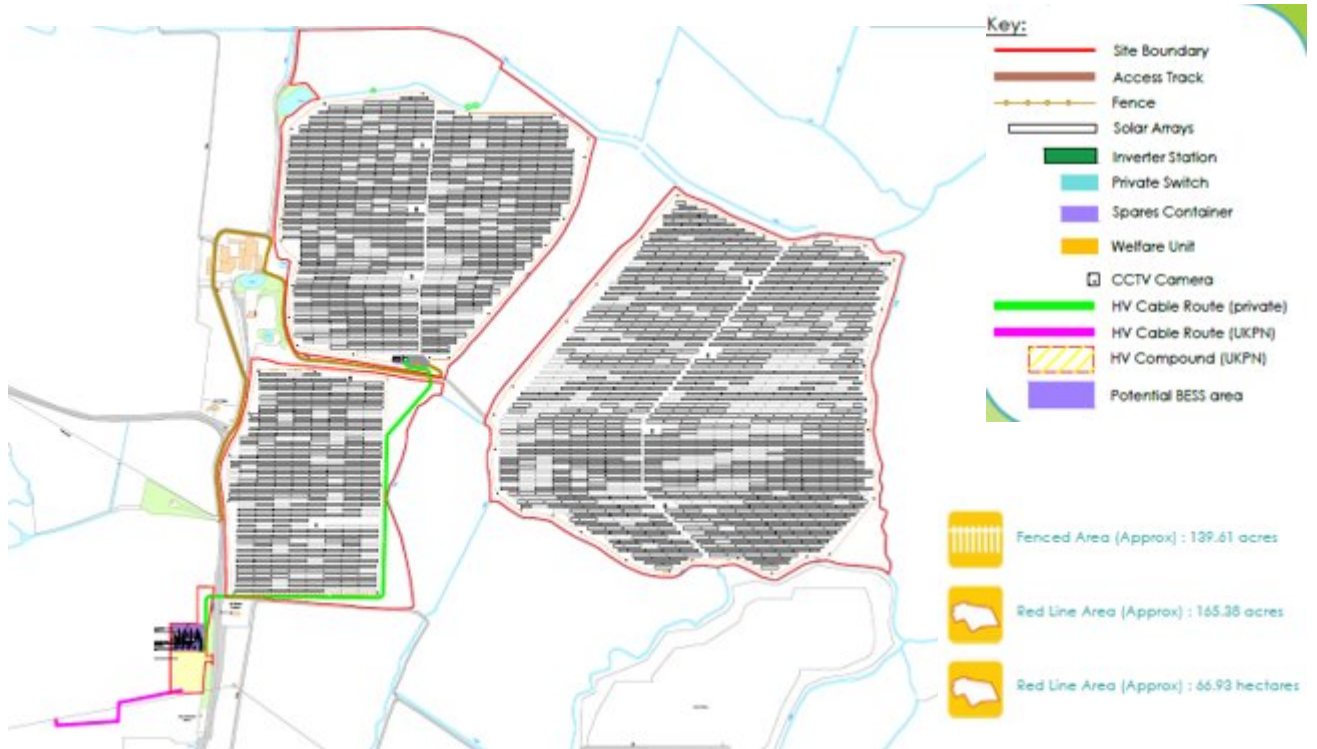 Key:
Site Boundary
Access Track
Fence
Solar Arrays
Inverter Station
Private Switch
Spares Container
Welfare Unit
CCTV Camera
HV Cable Route (private)
HV Cable Route (UKPN)
HV Compound (UKPN)
Potential BESS area
Fenced Area (Approx) : 139.61 acres
Red Line Area (Approx) : 165.38 acres
Red Line Area (Approx) : 66.93 hectares